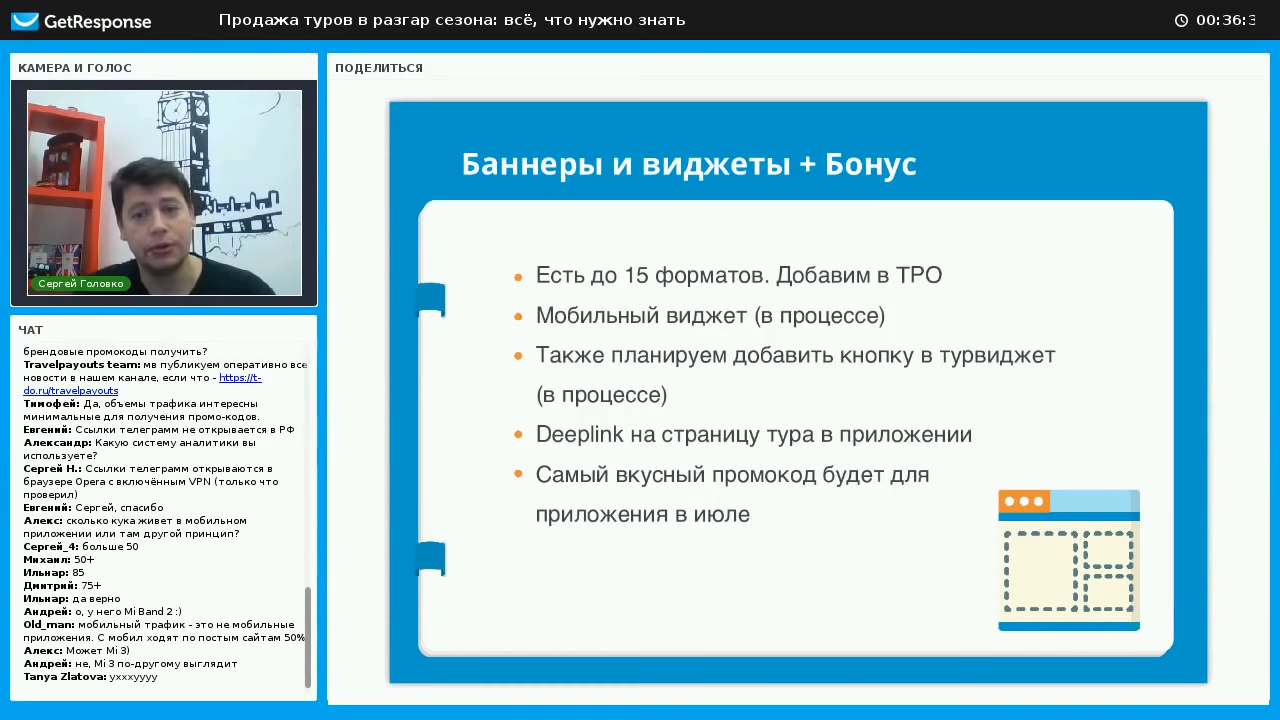 GetResponse
Продажа туров в разгар сезона: всё, что нужно знать
00:36:3
КАМЕРА И ГОЛОС
Сергей Головко
ЧАТ
брендовые промокоды получить?
Travelpayouts team: мв публикуем оперативно все
новости в нашем канале, если что - https://t-
do.ru/travelpayouts
Тимофей: Да, объемы трафика интересны
минимальные для получения промо-кодов.
Евгений: Ссылки телеграмм не открывается в РФ
Александр: Какую систему аналитики вы
используете?
Сергей Н.: Ссылки телеграмм открываются в
браузере Opera с включённым VPN (только что
проверил)
Евгений: Сергей, спасибо
Алекс: сколько кука живет в мобильном
приложении или там другой принцип?
Сергей_4: больше 50
Михаил: 50+
Ильнар: 85
Дмитрий: 75+
Ильнар: да верно
Андрей: о, у него Mi Band 2 :)
Old_man: мобильный трафик - это не мобильные
приложения. С мобил ходят по постым сайтам 50%
Алекс: Может Mi 3)
Андрей: не, Mi 3 по-другому выглядит
Tanya Zlatova: ухххуууу
ПОДЕЛИТЬСЯ
Баннеры и виджеты + Бонус
Есть до 15 форматов. Добавим в ТРО
Мобильный виджет (в процессе)
Также планируем добавить кнопку в турвиджет
(в процессе)
Deeplink на страницу тура в приложении
Самый вкусный промокод будет для
приложения в июле